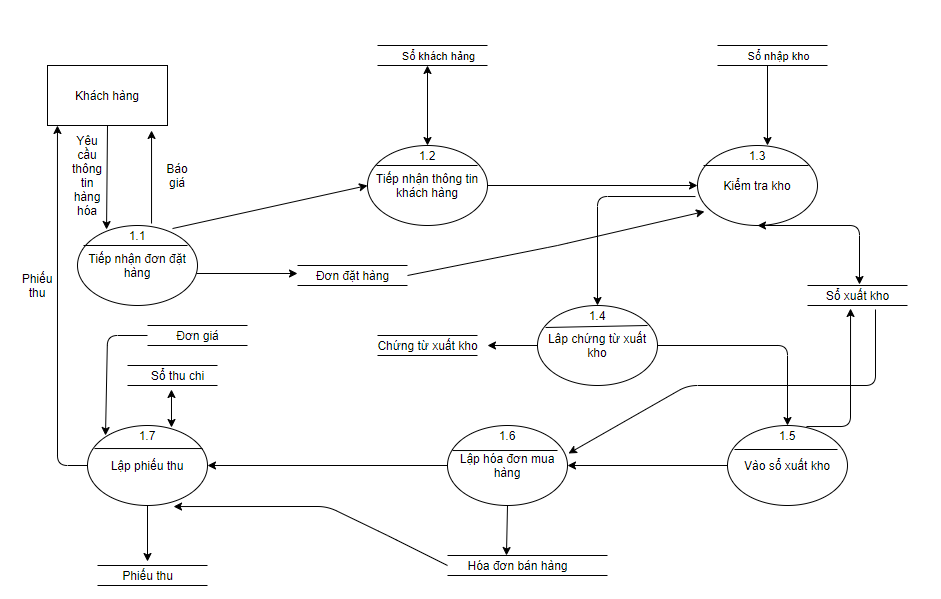 Sổ khách hàng
Sổ nhập kho
Khách hàng
Yêu
cầu
thông
tin
hàng
hóa
Báo
giá
1.2
Tiếp nhận thông tin
khách hàng
1.3
Kiểm tra kho
1.1
Tiếp nhận đơn đặt
hàng
Đơn đặt hàng
Phiếu
thu
Sổ xuất kho
1.4
Lâp chứng từ xuất
kho
Chứng từ xuất kho
Đơn giá
Sổ thu chi
1.7
Lập phiếu thu
1.6
Lập hóa đơn mua
hàng
1.5
Vào sổ xuất kho
Hóa đơn bán hàng
Phiếu thu